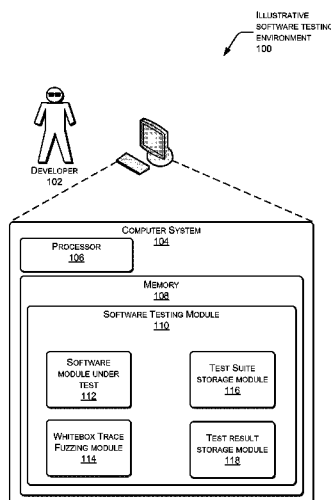 ILLUSTRATIVE
SOFTWARE TESTING
ENVIRONMENT
100
DEVELOPER
102
COMPUTER SYSTEM
104
PROCESSOR
106
MEMORY
108
SOFTWARE TESTING MODULE
110
SOFTWARE
MODULE UNDER
TEST
112
TEST SUITE
STORAGE MODULE
116
WHITEBOX TRACE
FUZZING MODULE
114
TEST RESULT
STORAGE MODULE
118